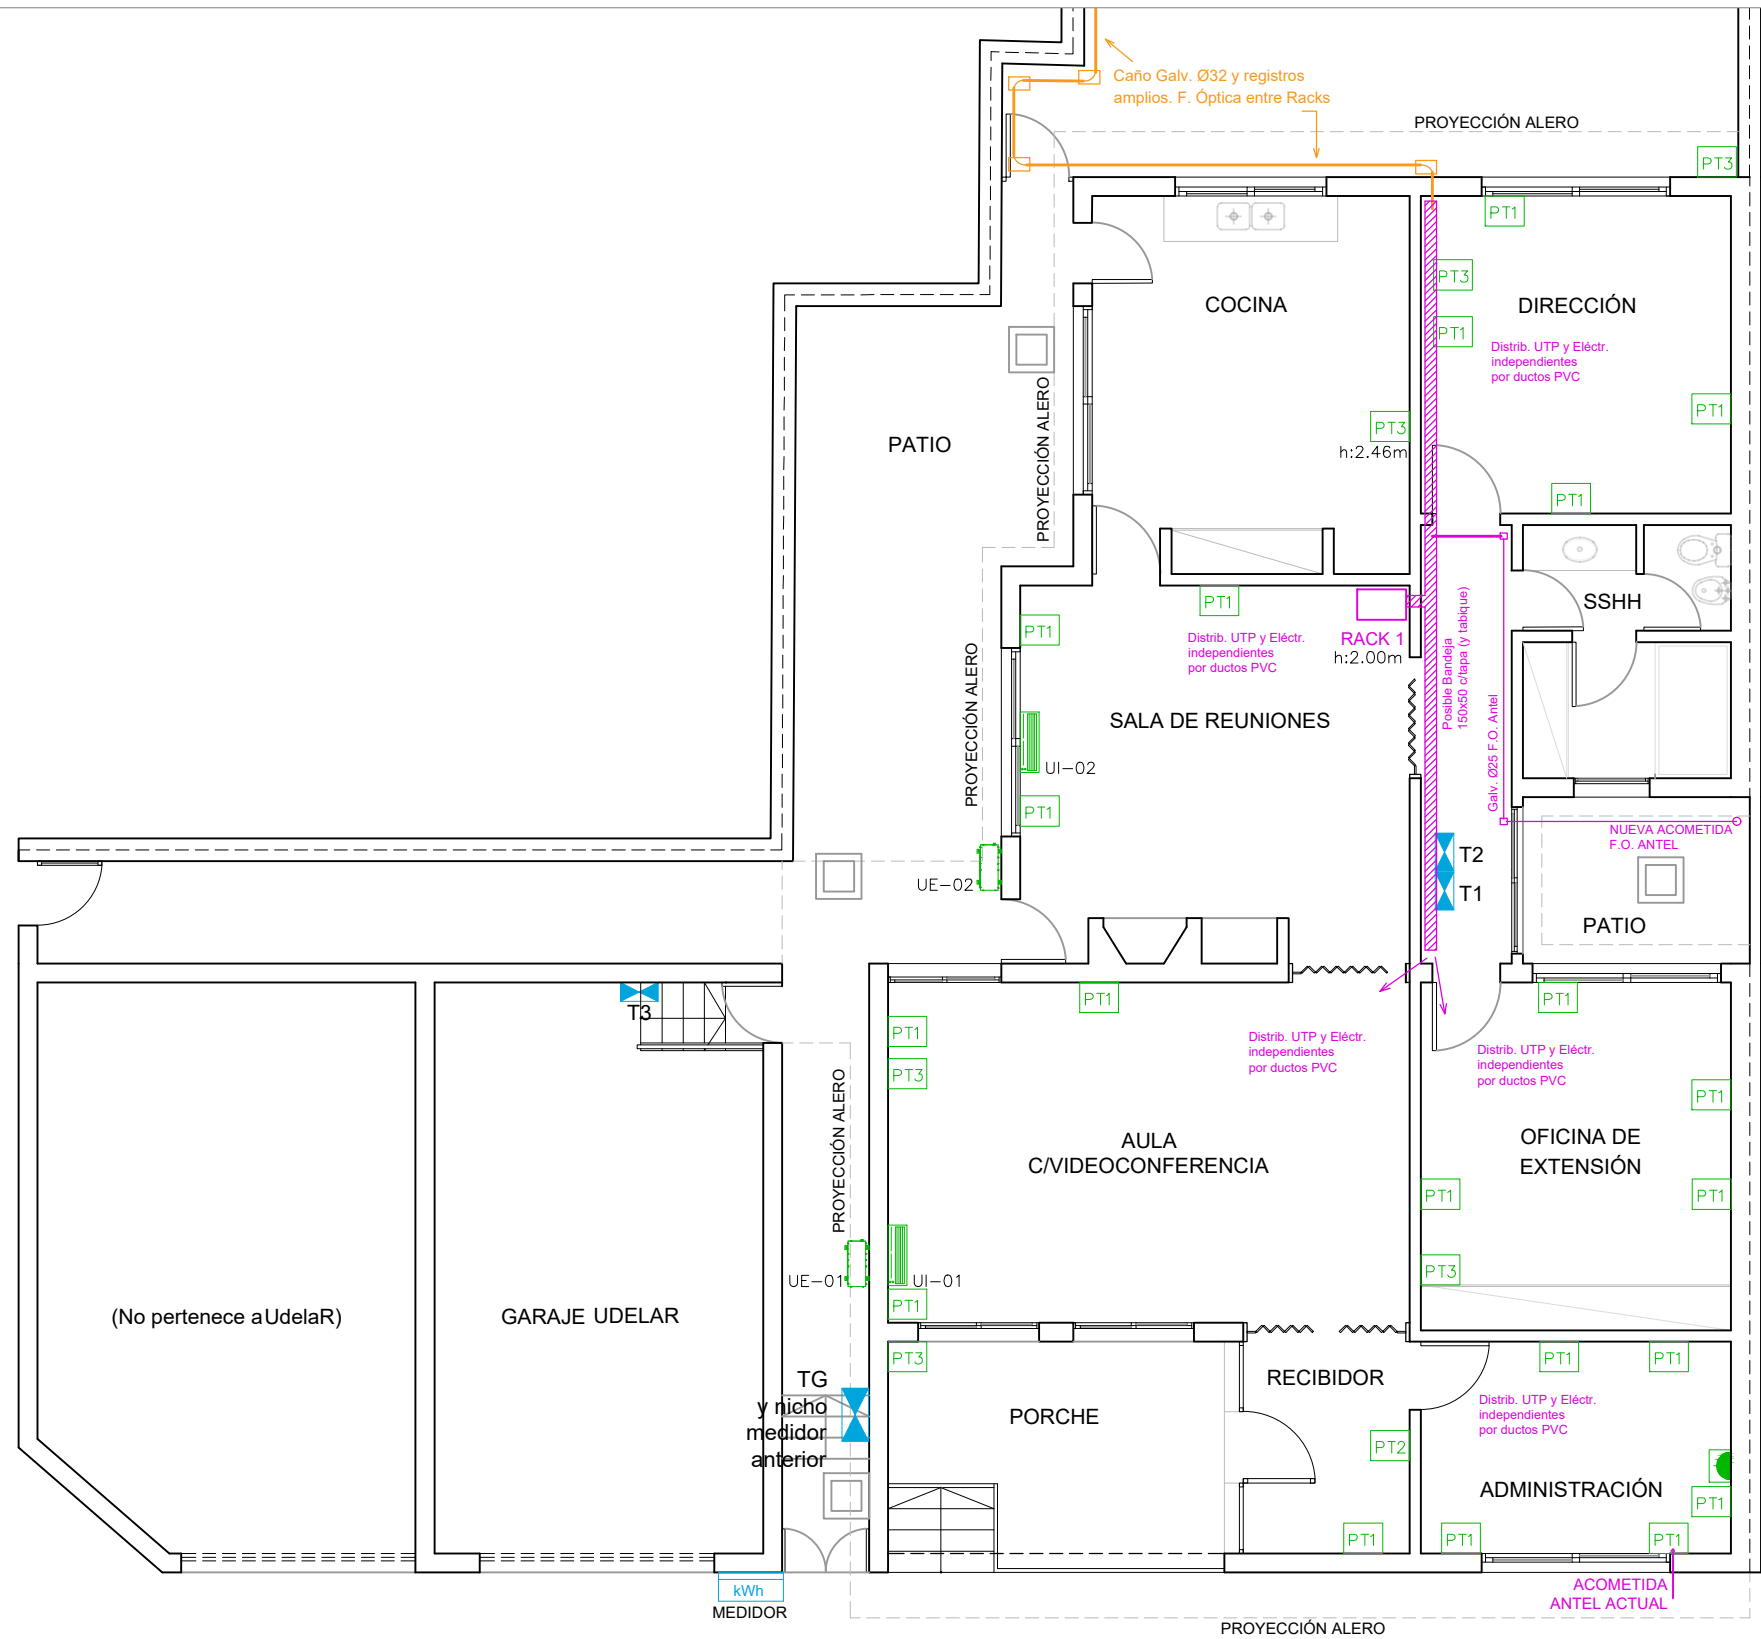 Caño Galv. Ø32 y registros
amplios. F. Óptica entre Racks
PROYECCIÓN ALERO
PT3
PT1
COCINA
PT3
DIRECCIÓN
PT1
Distrib. UTP y Eléctr.
independientes
por ductos PVC
PT1
PT3
h:2.46m
PATIO
PROYECCIÓN ALERO
PT1
PT1
PT1
RACK 1
h:2.00m
Distrib. UTP y Eléctr.
independientes
por ductos PVC
SSHH
Posible Bandeja
150x50 c/tapa (y tabique)
PROYECCIÓN ALERO
SALA DE REUNIONES
UI-02
PT1
Galv. Ø25 F.O. Antel
NUEVA ACOMETIDA
F.O. ANTEL
UE-02
T2
T1
PATIO
T3
PT1
PT1
PT3
PT1
Distrib. UTP y Eléctr.
independientes
por ductos PVC
Distrib. UTP y Eléctr.
independientes
por ductos PVC
PT1
PROYECCIÓN ALERO
AULA
C/VIDEOCONFERENCIA
OFICINA DE
EXTENSIÓN
PT1
PT1
PT3
UE-01
UI-01
PT1
(No pertenece a UdelaR)
GARAJE UDELAR
PT3
PT1
PT1
TG
y nicho
medidor
anterior
RECIBIDOR
PORCHE
Distrib. UTP y Eléctr.
independientes
por ductos PVC
PT2
ADMINISTRACIÓN
PT1
PT1
PT1
PT1
kWh
MEDIDOR
ACOMETIDA
ANTEL ACTUAL
PROYECCIÓN ALERO